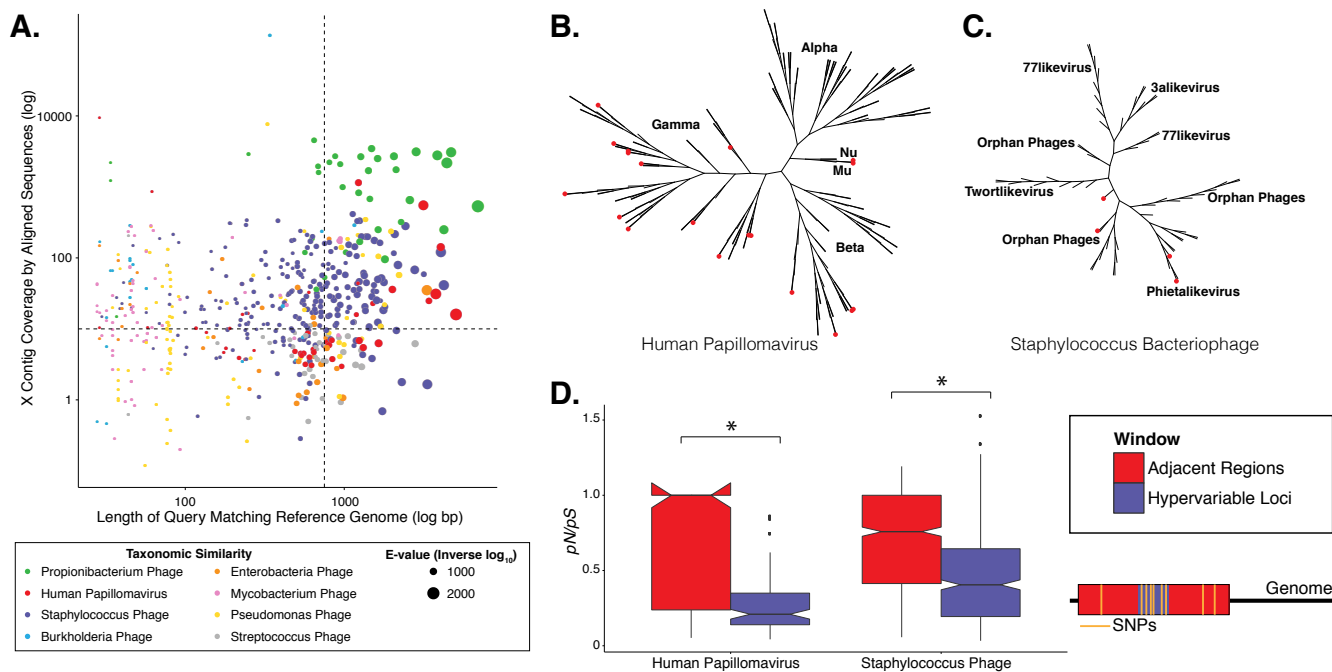 A.
X Contig Coverage by Aligned Sequences (log)
10000
100
1
100
1000
Length of Query Matching Reference Genome (log bp)
Taxonomic Similarity
Propionibacterium Phage
Human Papillomavirus
Staphylococcus Phage
Burkholderia Phage
Enterobacteria Phage
Mycobacterium Phage
Pseudomonas Phage
Streptococcus Phage
E-value (Inverse log10)
1000
2000
B.
Alpha
Gamma
Nu
Mu
Beta
Human Papillomavirus
C.
77likevirus
3alikevirus
77likevirus
Orphan Phages
Twortlikevirus
Orphan Phages
Orphan Phages
Phietalikevirus
Staphylococcus Bacteriophage
D.
pN/pS
1.5
1.0
0.5
0
*
*
Human Papillomavirus
Staphylococcus Phage
Window
Adjacent Regions
Hypervariable Loci
Genome
SNPs